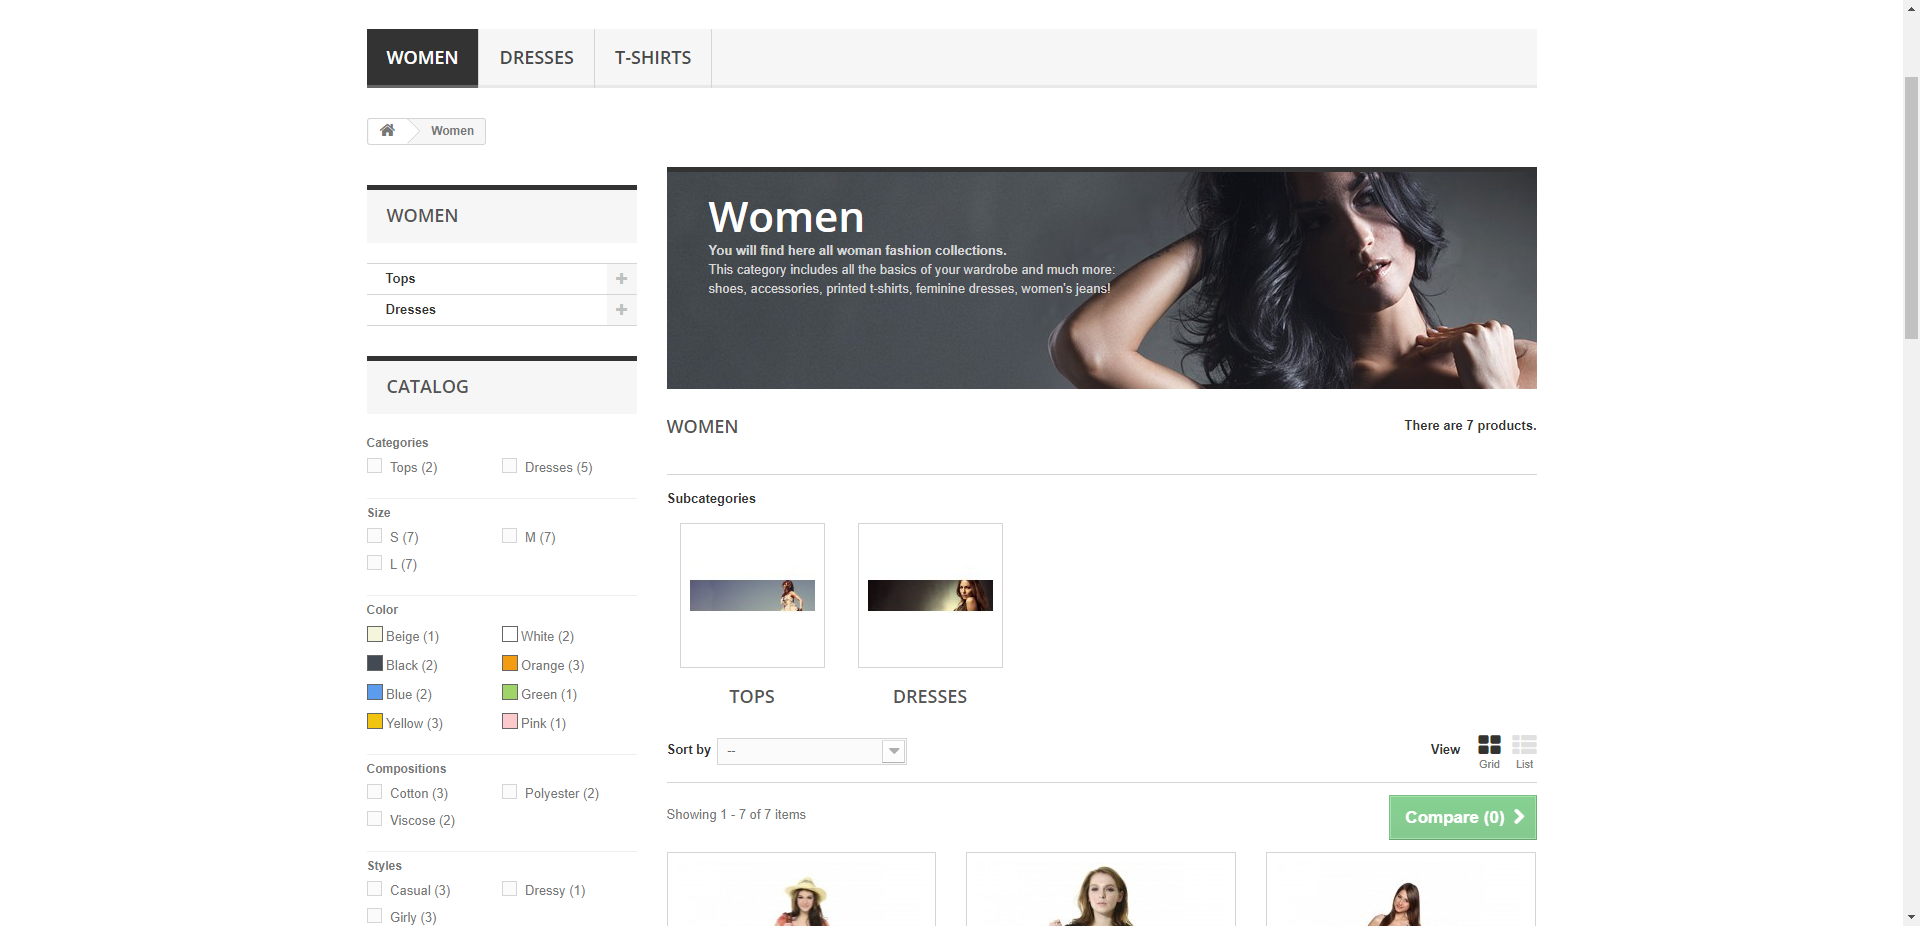 WOMEN DRESSES T-SHIRTS
Women
WOMEN
Tops
Dresses
CATALOG
Categories
Tops (2) Dresses (5)
Size
S (7) M (7)
L (7)
Color
Beige (1) White (2)
Black (2) Orange (3)
Blue (2) Green (1)
Yellow (3) Pink (1)
Compositions
Cotton (3) Polyester (2)
Viscose (2)
Styles
Casual (3) Dressy (1)
Girly (3)
Women
You will find here all woman fashion collections.
This category includes all the basics of your wardrobe and much more:
shoes, accessories, printed t-shirts, feminine dresses, women's jeans!
WOMEN There are 7 products.
Subcategories
TOPS DRESSES
Sort by -- View Grid List
Showing 1 - 7 of 7 items Compare (0)